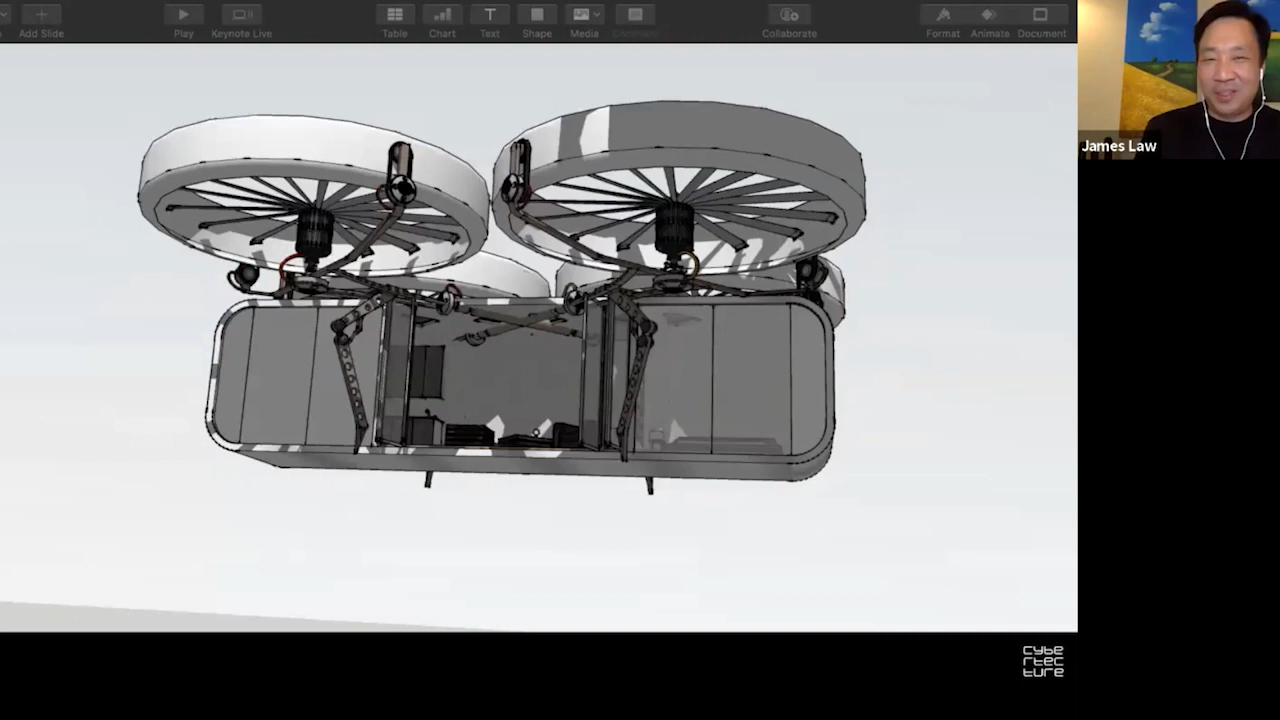 Add Slide
Play
Keynote Live
Table
Chart
Text
Shape
Media
Comment
Collaborate
Format
Animate
Document
James Law
cybe
rtec
ture